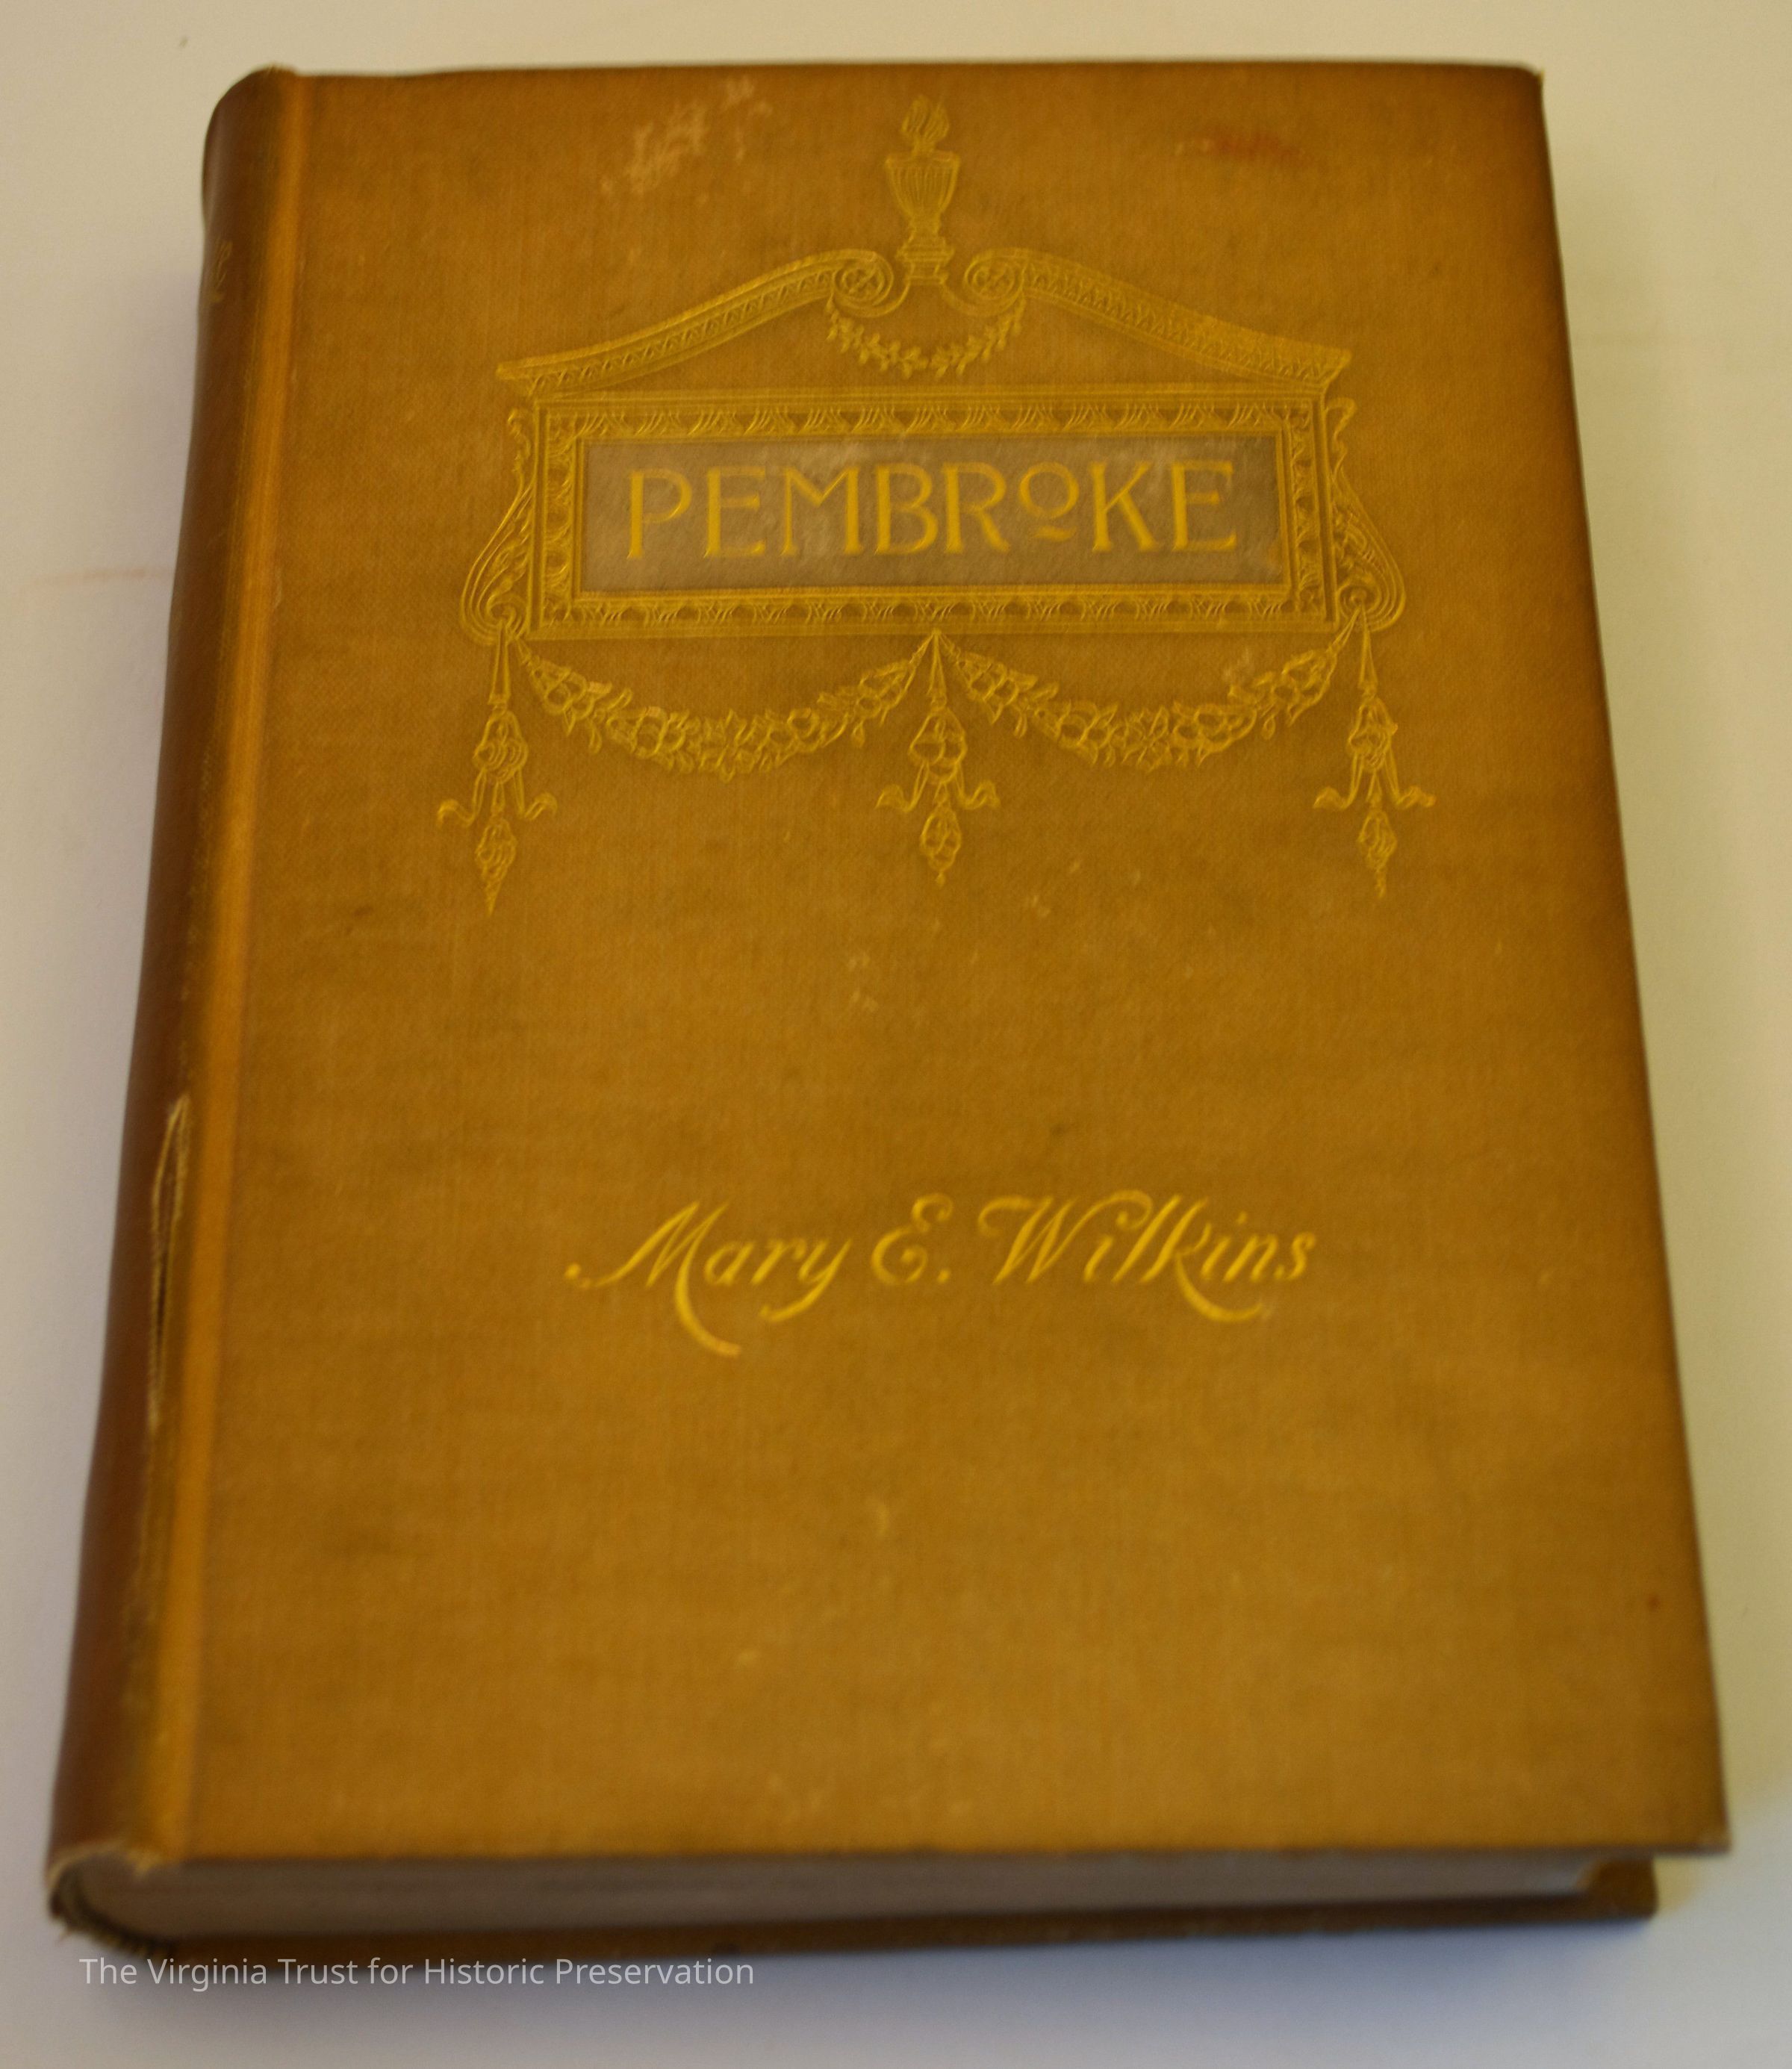 PEMBROKE
Mary E. Wilkins
The Virginia Trust for Historic Preservation